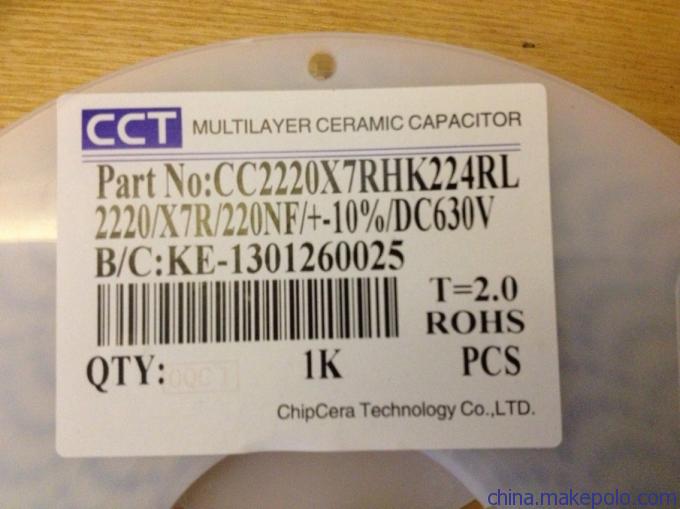 CCT MULTILAYER CERAMIC CAPACITOR
Part No:CC2220X7RHK224RL
2220/X7R/220NF/+-10%/DC630V
B/C:KE-1301260025
T=2.0
ROHS
QTY: 1K PCS
ChipCera Technology Co.,LTD.
china.makepolo.com